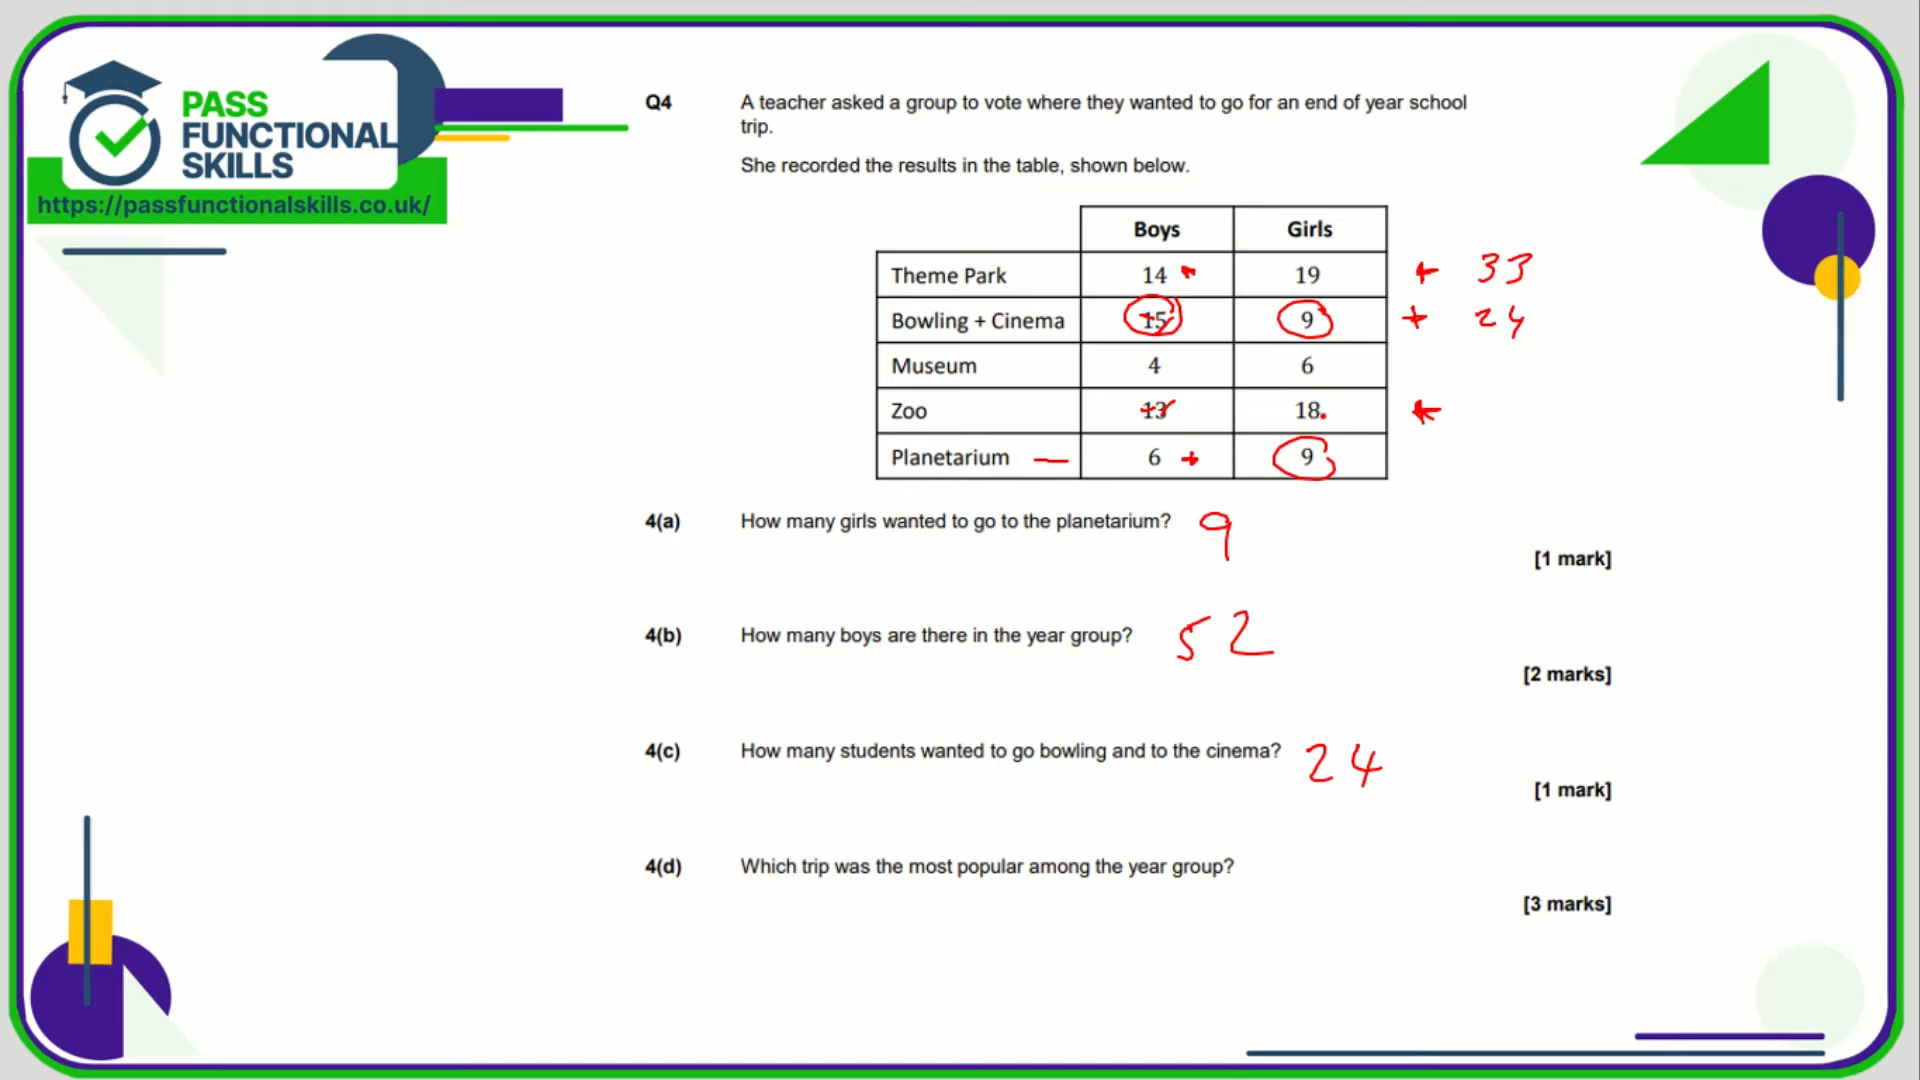 PASS
FUNCTIONAL
SKILLS
https://passfunctionalskills.co.uk/
Q4 A teacher asked a group to vote where they wanted to go for an end of year school
trip.
She recorded the results in the table, shown below.
Boys Girls
Theme Park 14 19 33
Bowling + Cinema 15 9 24
Museum 4 6
Zoo 13 18
Planetarium 6 9
4(a) How many girls wanted to go to the planetarium? 9
[1 mark]
4(b) How many boys are there in the year group? 52
[2 marks]
4(c) How many students wanted to go bowling and to the cinema? 24
[1 mark]
4(d) Which trip was the most popular among the year group?
[3 marks]